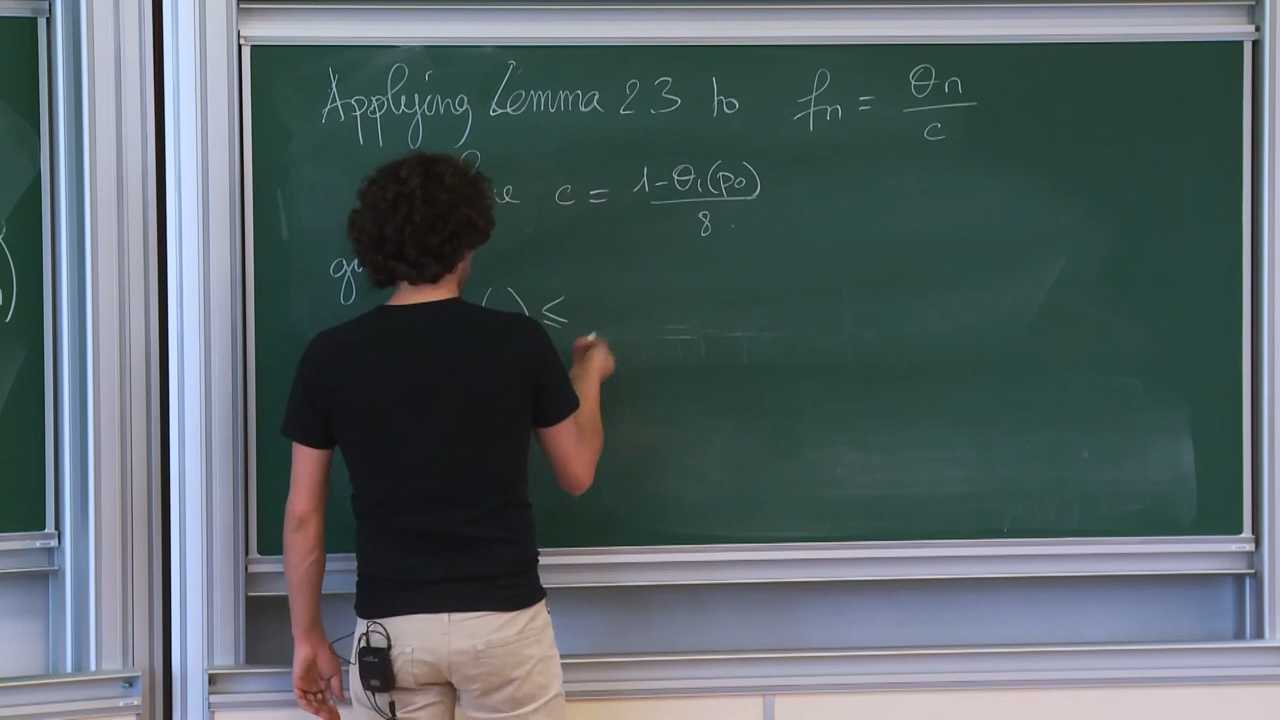 Applying Lemma 2.3 to fn = θn / c
c = 1-θ₁(p₀) / 8.
( ) ≤